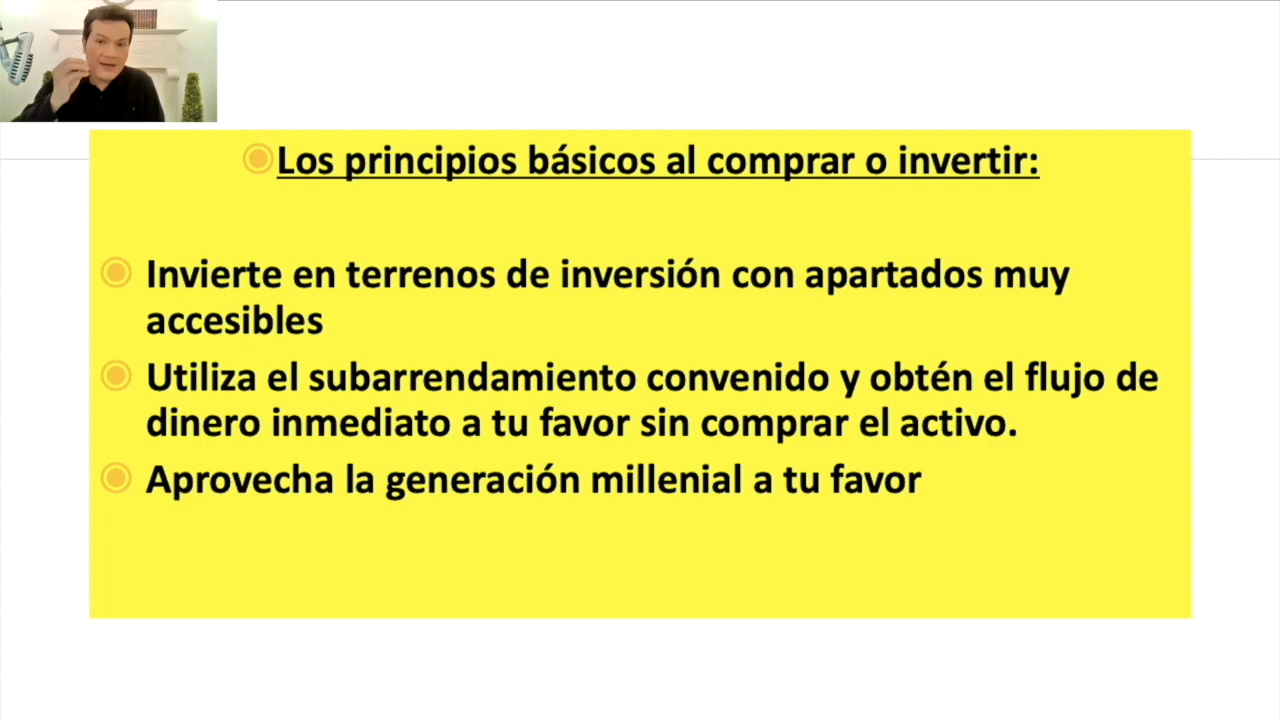 Los principios básicos al comprar o invertir:
Invierte en terrenos de inversión con apartados muy
accesibles
Utiliza el subarrendamiento convenido y obtén el flujo de
dinero inmediato a tu favor sin comprar el activo.
Aprovecha la generación millenial a tu favor